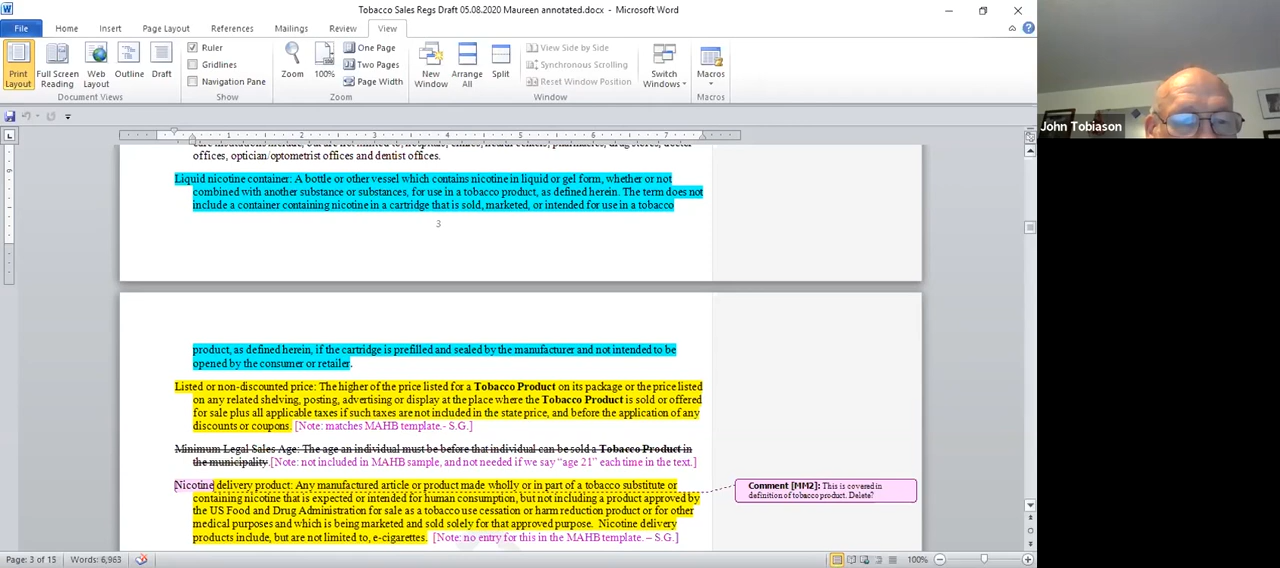 Tobacco Sales Regs Draft 05.08.2020 Maureen annotated.docx - Microsoft Word
File Home Insert Page Layout References Mailings Review View
Print Layout
Full Screen Reading
Web Layout
Outline
Draft
Document Views
Ruler
Gridlines
Navigation Pane
Show
Zoom
100%
One Page
Two Pages
Page Width
Zoom
New Window
Arrange All
Split
View Side by Side
Synchronous Scrolling
Reset Window Position
Window
Switch Windows
Macros
Macros
John Tobiason
1 2 3 4 5 6 7
offices, optician/optometrist offices and dentist offices.
Liquid nicotine container: A bottle or other vessel which contains nicotine in liquid or gel form, whether or not
combined with another substance or substances, for use in a tobacco product, as defined herein. The term does not
include a container containing nicotine in a cartridge that is sold, marketed, or intended for use in a tobacco
3
product, as defined herein, if the cartridge is prefilled and sealed by the manufacturer and not intended to be
opened by the consumer or retailer.
Listed or non-discounted price: The higher of the price listed for a Tobacco Product on its package or the price listed
on any related shelving, posting, advertising or display at the place where the Tobacco Product is sold or offered
for sale plus all applicable taxes if such taxes are not included in the state price, and before the application of any
discounts or coupons. [Note: matches MAHB template.- S.G.]
Minimum Legal Sales Age: The age an individual must be before that individual can be sold a Tobacco Product in
the municipality.[Note: not included in MAHB sample, and not needed if we say “age 21” each time in the text.]
Nicotine delivery product: Any manufactured article or product made wholly or in part of a tobacco substitute or
containing nicotine that is expected or intended for human consumption, but not including a product approved by
the US Food and Drug Administration for sale as a tobacco use cessation or harm reduction product or for other
medical purposes and which is being marketed and sold solely for that approved purpose. Nicotine delivery
products include, but are not limited to, e-cigarettes. [Note: no entry for this in the MAHB template. – S.G.]
Comment [MM2]: This is covered in
definition of tobacco product. Delete?
Page: 3 of 15 Words: 6,963 100%